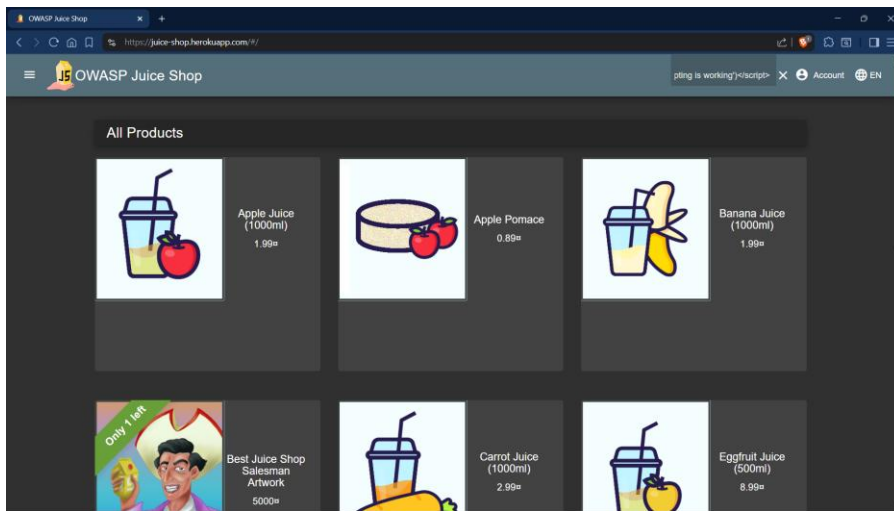 OWASP Juice Shop
https://juice-shop.herokuapp.com/#/
JS
OWASP Juice Shop
pting is working')</script>
Account
EN
All Products
Apple Juice
(1000ml)
1.99¤
Apple Pomace
0.89¤
Banana Juice
(1000ml)
1.99¤
Only 1 left
Best Juice Shop
Salesman
Artwork
5000¤
Carrot Juice
(1000ml)
2.99¤
Eggfruit Juice
(500ml)
8.99¤